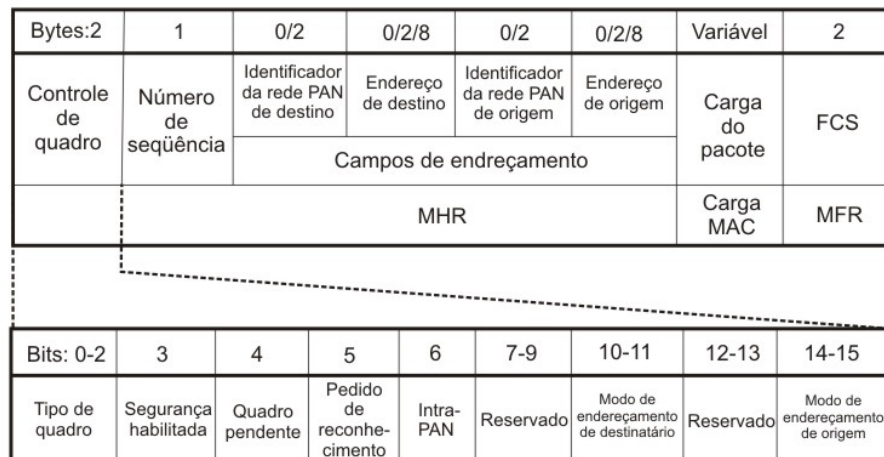 Bytes:2 1 0/2 0/2/8 0/2 0/2/8 Variável 2
Controle
de
quadro
Número
de
seqüência
Identificador
da rede PAN
de destino
Endereço
de destino
Identificador
da rede PAN
de origem
Endereço
de origem
Campos de endreçamento
Carga
do
pacote
FCS
MHR
Carga
MAC
MFR
Bits: 0-2 3 4 5 6 7-9 10-11 12-13 14-15
Tipo de
quadro
Segurança
habilitada
Quadro
pendente
Pedido
de
reconhe-
cimento
Intra-
PAN
Reservado
Modo de
endereçamento
de destinatário
Reservado
Modo de
endereçamento
de origem